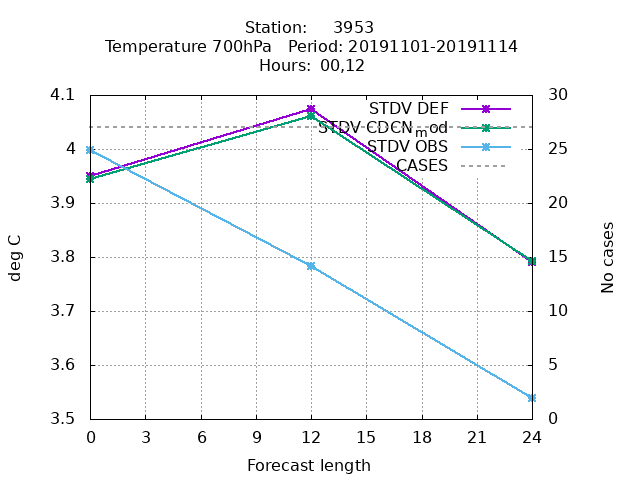 Station: 3953
Temperature 700hPa Period: 20191101-20191114
Hours: 00,12
4.1
4
3.9
3.8
3.7
3.6
3.5
30
25
20
15
10
5
0
STDV DEF
STDV CDCN_mod
STDV OBS
CASES
deg C
No cases
0 3 6 9 12 15 18 21 24
Forecast length